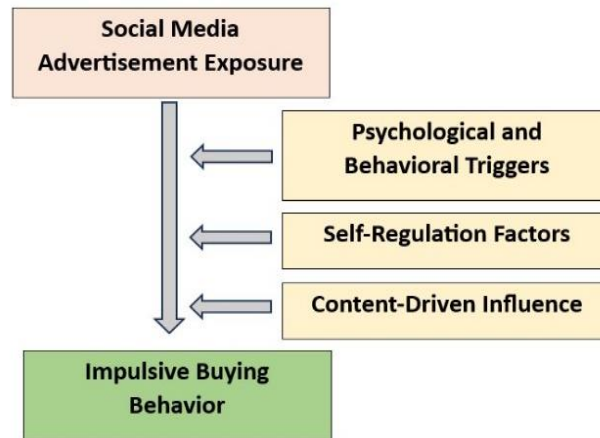 Social Media
Advertisement Exposure
Psychological and
Behavioral Triggers
Self-Regulation Factors
Content-Driven Influence
Impulsive Buying
Behavior